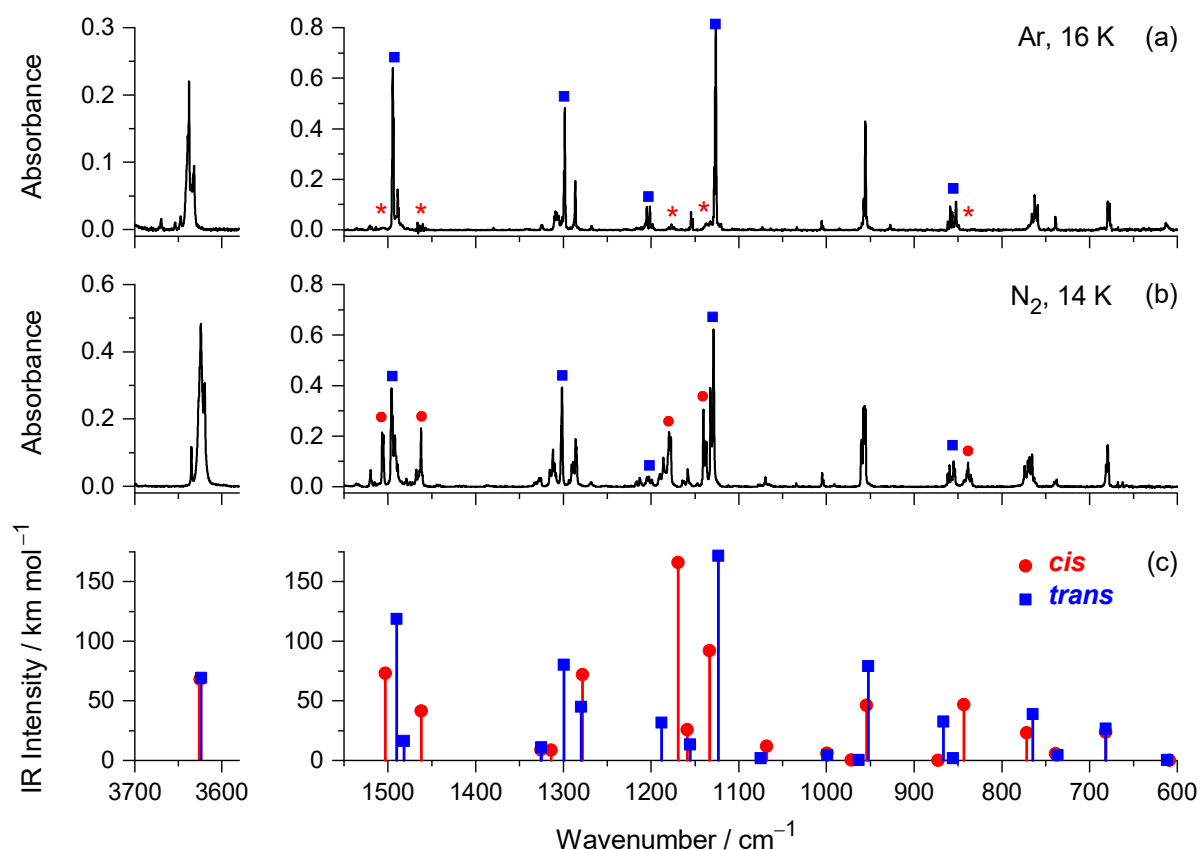 Ar, 16 K (a)
Absorbance
0.3
0.2
0.1
0.0
0.8
0.6
0.4
0.2
0.0
* * * * *
N2, 14 K (b)
Absorbance
0.6
0.4
0.2
0.0
0.8
0.6
0.4
0.2
0.0
(c)
cis
trans
IR Intensity / km mol−1
150
100
50
0
150
100
50
0
3700 3600 1500 1400 1300 1200 1100 1000 900 800 700 600
Wavenumber / cm−1